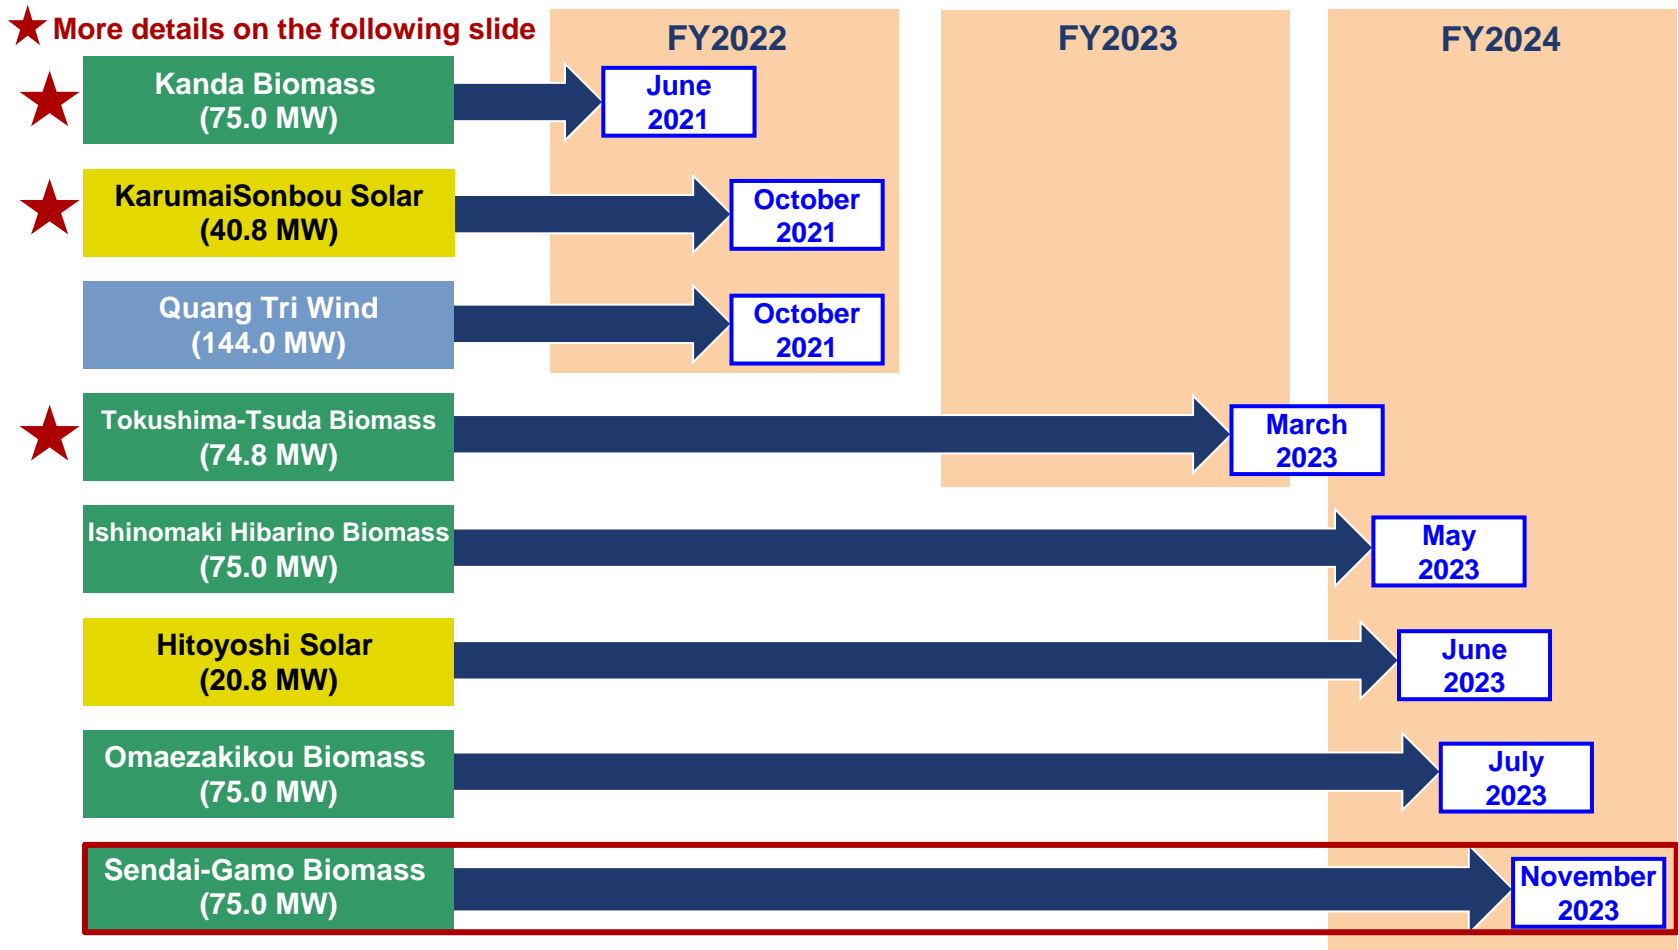 More details on the following slide
FY2022
FY2023
FY2024
Kanda Biomass
(75.0 MW)
June
2021
KarumaiSonbou Solar
(40.8 MW)
October
2021
Quang Tri Wind
(144.0 MW)
October
2021
Tokushima-Tsuda Biomass
(74.8 MW)
March
2023
Ishinomaki Hibarino Biomass
(75.0 MW)
May
2023
Hitoyoshi Solar
(20.8 MW)
June
2023
Omaezakikou Biomass
(75.0 MW)
July
2023
Sendai-Gamo Biomass
(75.0 MW)
November
2023